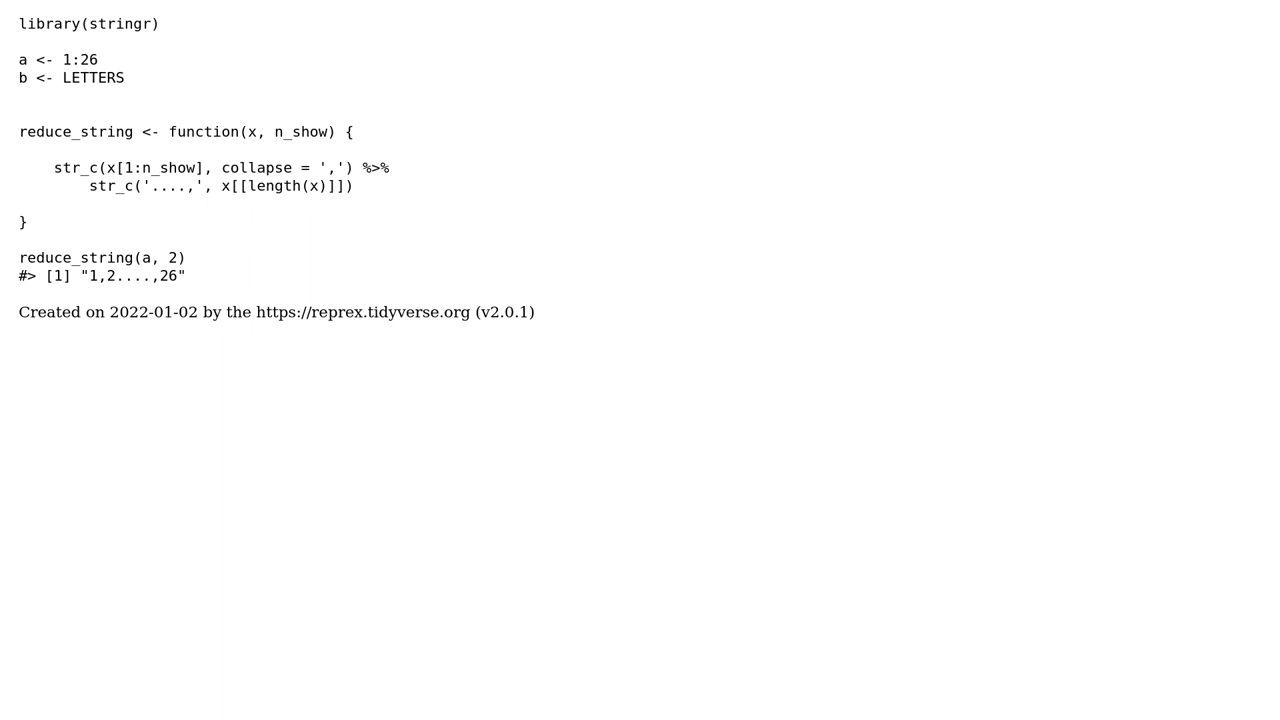 library(stringr)

a <- 1:26
b <- LETTERS


reduce_string <- function(x, n_show) {

    str_c(x[1:n_show], collapse = ',') %>%
        str_c('....,', x[[length(x)]])

}

reduce_string(a, 2)
#> [1] "1,2....,26"

Created on 2022-01-02 by the https://reprex.tidyverse.org (v2.0.1)